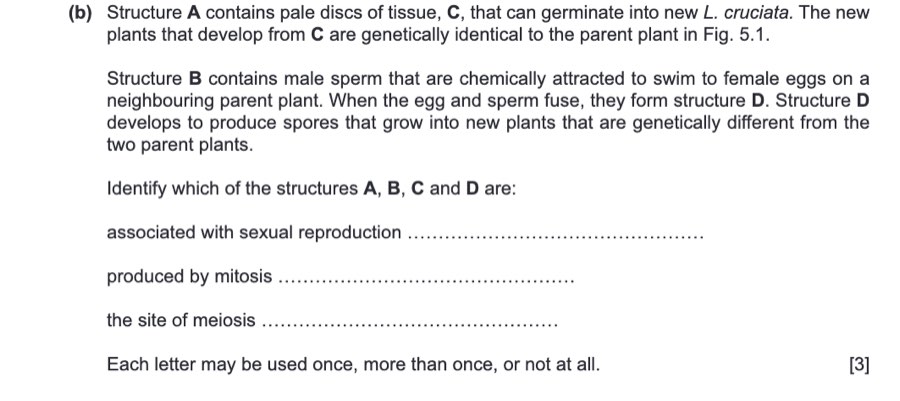 (b) Structure A contains pale discs of tissue, C, that can germinate into new L. cruciata. The new
plants that develop from C are genetically identical to the parent plant in Fig. 5.1.
Structure B contains male sperm that are chemically attracted to swim to female eggs on a
neighbouring parent plant. When the egg and sperm fuse, they form structure D. Structure D
develops to produce spores that grow into new plants that are genetically different from the
two parent plants.
Identify which of the structures A, B, C and D are:
associated with sexual reproduction ..................................................
produced by mitosis ..................................................
the site of meiosis ..................................................
Each letter may be used once, more than once, or not at all. [3]